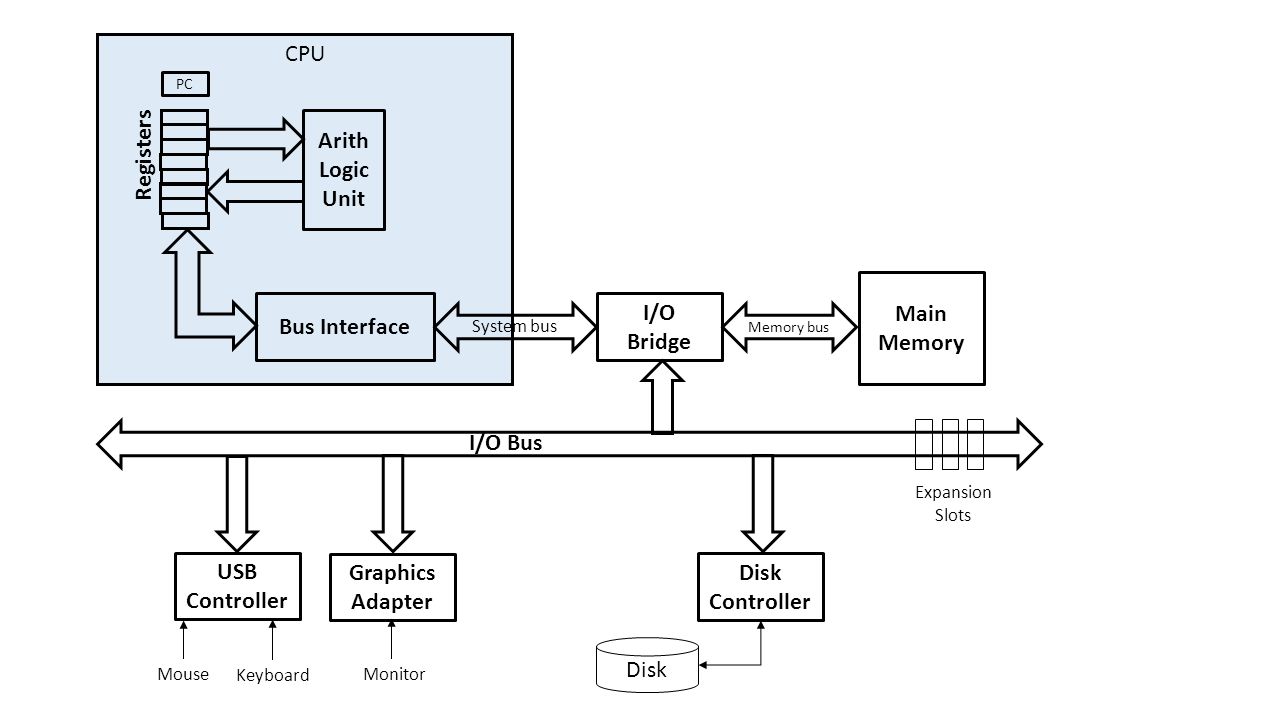 CPU
PC
Registers
Arith
Logic
Unit
Bus Interface
System bus
I/O
Bridge
Memory bus
Main
Memory
I/O Bus
Expansion
Slots
USB
Controller
Graphics
Adapter
Disk
Controller
Mouse
Keyboard
Monitor
Disk